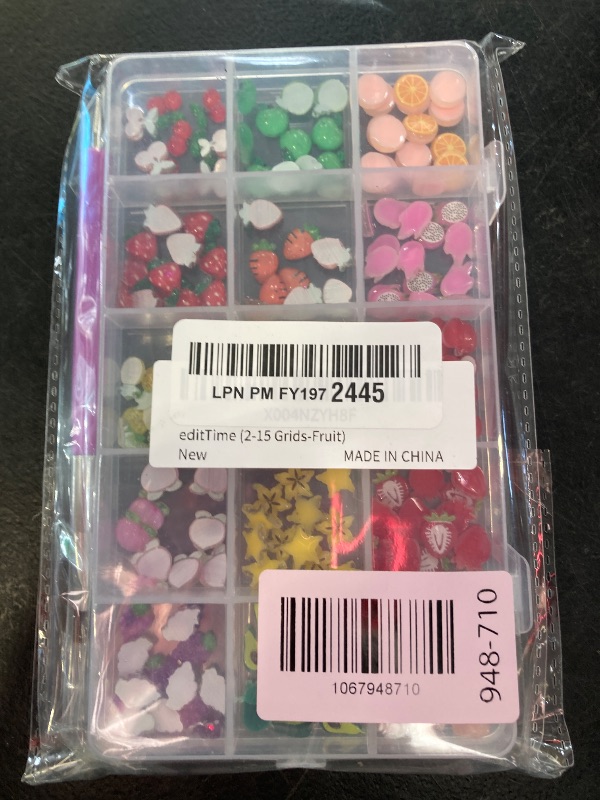 LPN PM FY197 2445
X004NZYH8F
editTime (2-15 Grids-Fruit)
New MADE IN CHINA
1067948710
948-710